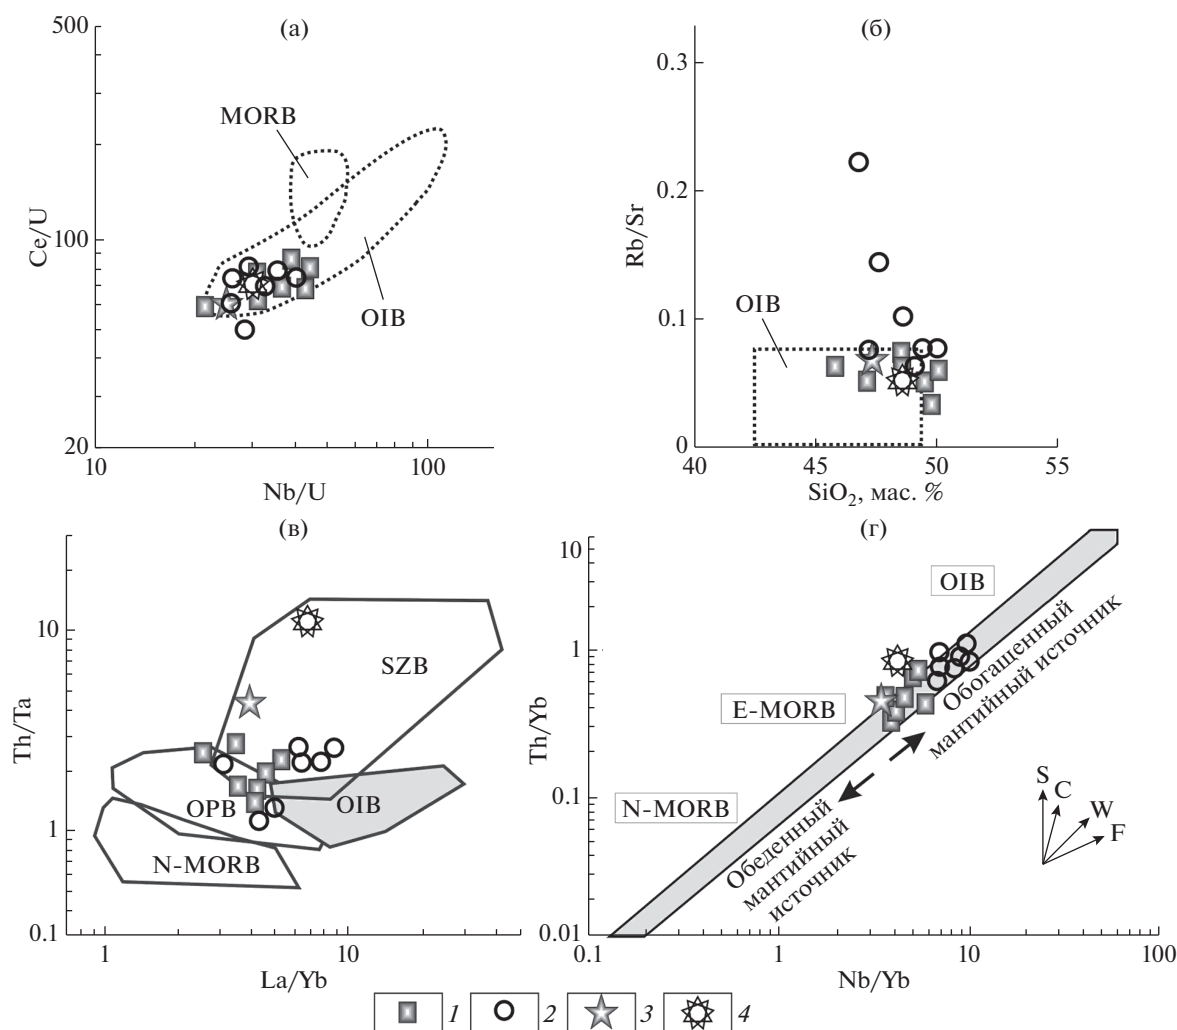 (а)
500
100
20
10
100
Ce/U
Nb/U
MORB
OIB
(б)
0.3
0.2
0.1
0
40
45
50
55
Rb/Sr
SiO₂, мас. %
OIB
(в)
10
1
0.1
1
10
Th/Ta
La/Yb
SZB
OPB
OIB
N-MORB
(г)
10
1
0.1
0.01
0.1
1
10
100
Th/Yb
Nb/Yb
OIB
E-MORB
N-MORB
Обогащенный
мантийный источник
Обеденный
мантийный
источник
S
C
W
F
1
2
3
4